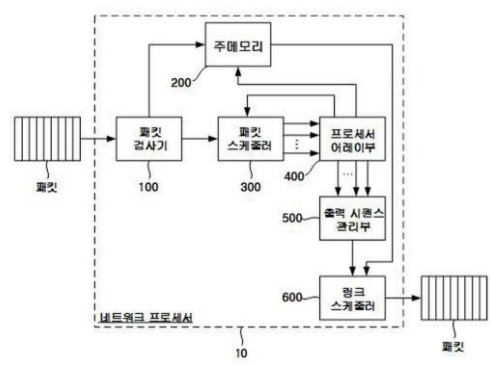 주메모리
200
패킷
패킷
검사기
100
패킷
스케줄러
300
프로세서
어레이부
400
500
출력 시퀀스
관리부
600
링크
스케줄러
패킷
네트워크 프로세서
10